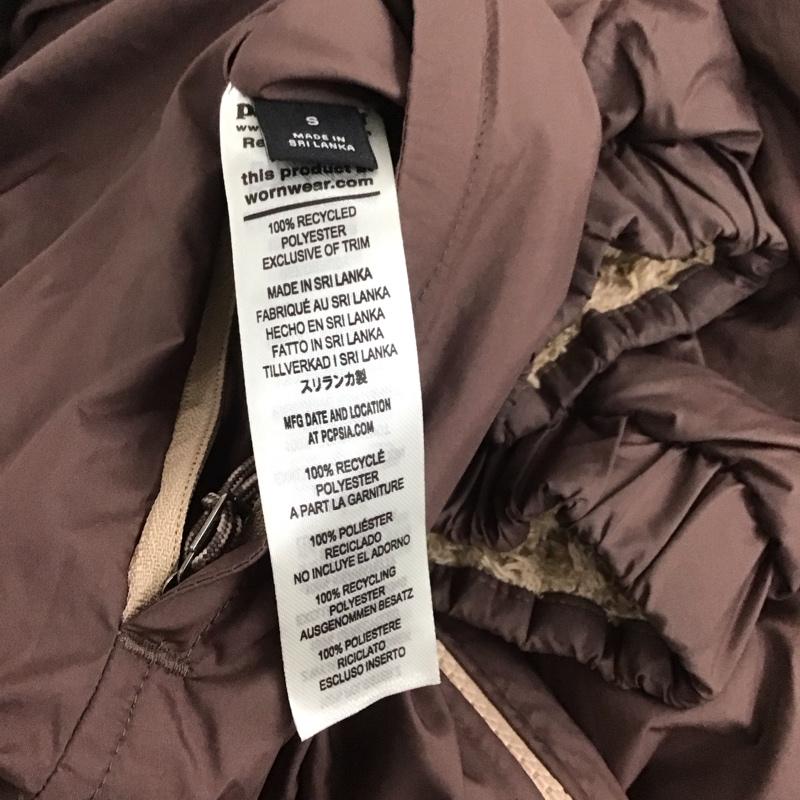 S
MADE IN
SRI LANKA
this product at
wornwear.com
100% RECYCLED
POLYESTER
EXCLUSIVE OF TRIM
MADE IN SRI LANKA
FABRIQUÉ AU SRI LANKA
HECHO EN SRI LANKA
FATTO IN SRI LANKA
TILLVERKAD I SRI LANKA
スリランカ製
MFG DATE AND LOCATION
AT PCPSIA.COM
100% RECYCLÉ
POLYESTER
A PART LA GARNITURE
100% POLIÉSTER
RECICLADO
NO INCLUYE EL ADORNO
100% RECYCLING
POLYESTER
AUSGENOMMEN BESATZ
100% POLIESTERE
RICICLATO
ESCLUSO INSERTO